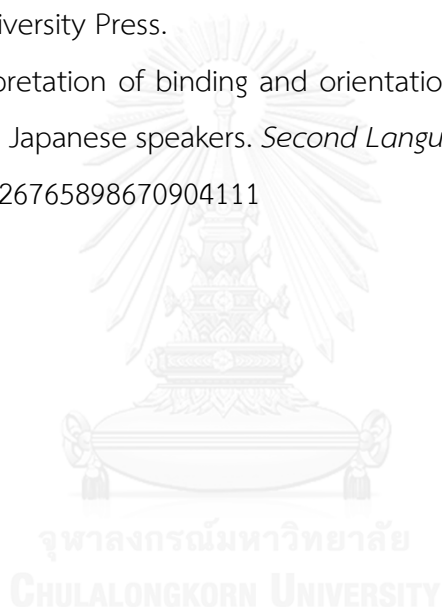 iversity Press.
pretation of binding and orientatio
Japanese speakers. Second Langu
26765898670904111
จุฬาลงกรณ์มหาวิทยาลัย
CHULALONGKORN UNIVERSITY